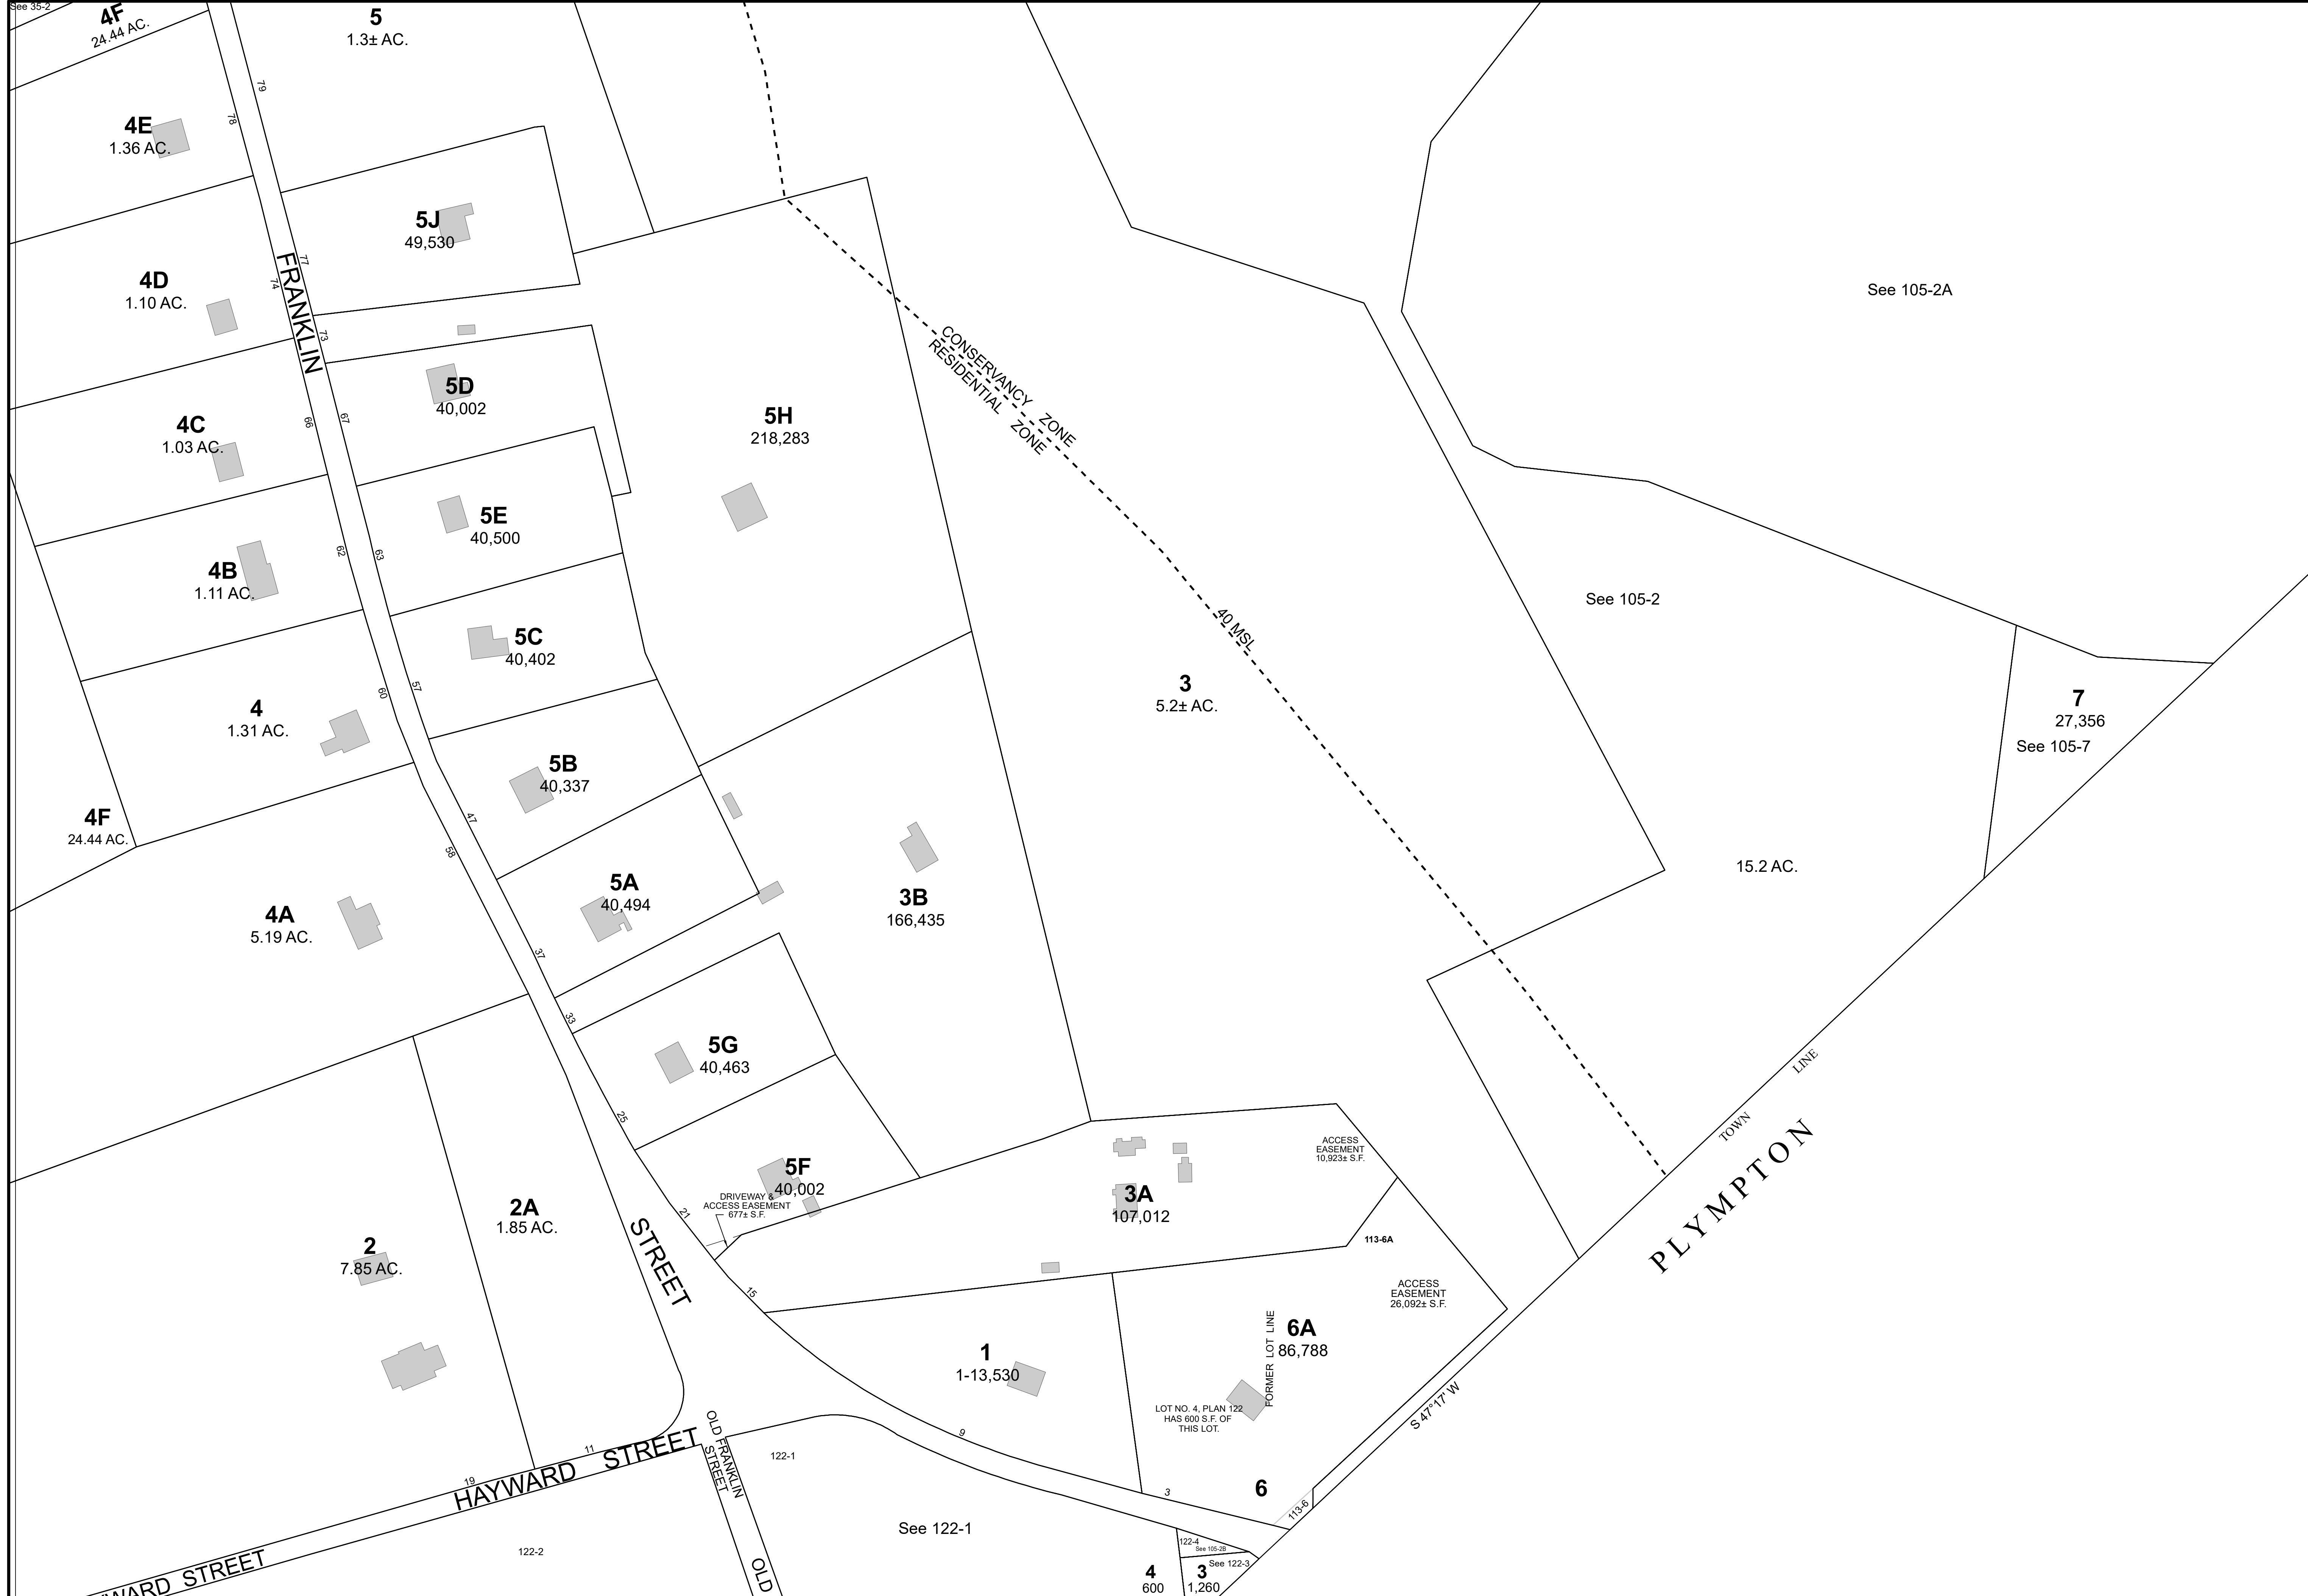 See 35-2
4F
24.44 AC.
5
1.3± AC.
79
78
4E
1.36 AC.
5J
49,530
77
74
FRANKLIN
4D
1.10 AC.
73
See 105-2A
CONSERVANCY ZONE
RESIDENTIAL ZONE
5D
40,002
5H
218,283
67
66
4C
1.03 AC.
5E
40,500
62
63
4B
1.11 AC.
See 105-2
5C
40,402
40 MSL
57
60
3
5.2± AC.
7
27,356
See 105-7
4
1.31 AC.
5B
40,337
47
4F
24.44 AC.
58
15.2 AC.
5A
40,494
3B
166,435
4A
5.19 AC.
37
33
5G
40,463
TOWN LINE
PLYMPTON
25
ACCESS
EASEMENT
10,923± S.F.
5F
40,002
DRIVEWAY &
ACCESS EASEMENT
677± S.F.
3A
107,012
2A
1.85 AC.
21
STREET
113-6A
2
7.85 AC.
15
ACCESS
EASEMENT
26,092± S.F.
FORMER LOT LINE
6A
86,788
1
1-13,530
S 47°17' W
LOT NO. 4, PLAN 122
HAS 600 S.F. OF
THIS LOT.
9
OLD FRANKLIN
STREET
11
19
HAYWARD STREET
122-1
3
6
113-6
See 122-1
122-2
122-4
See 105-2B
See 122-3
4
600
3
1,260
OLD
WARD STREET